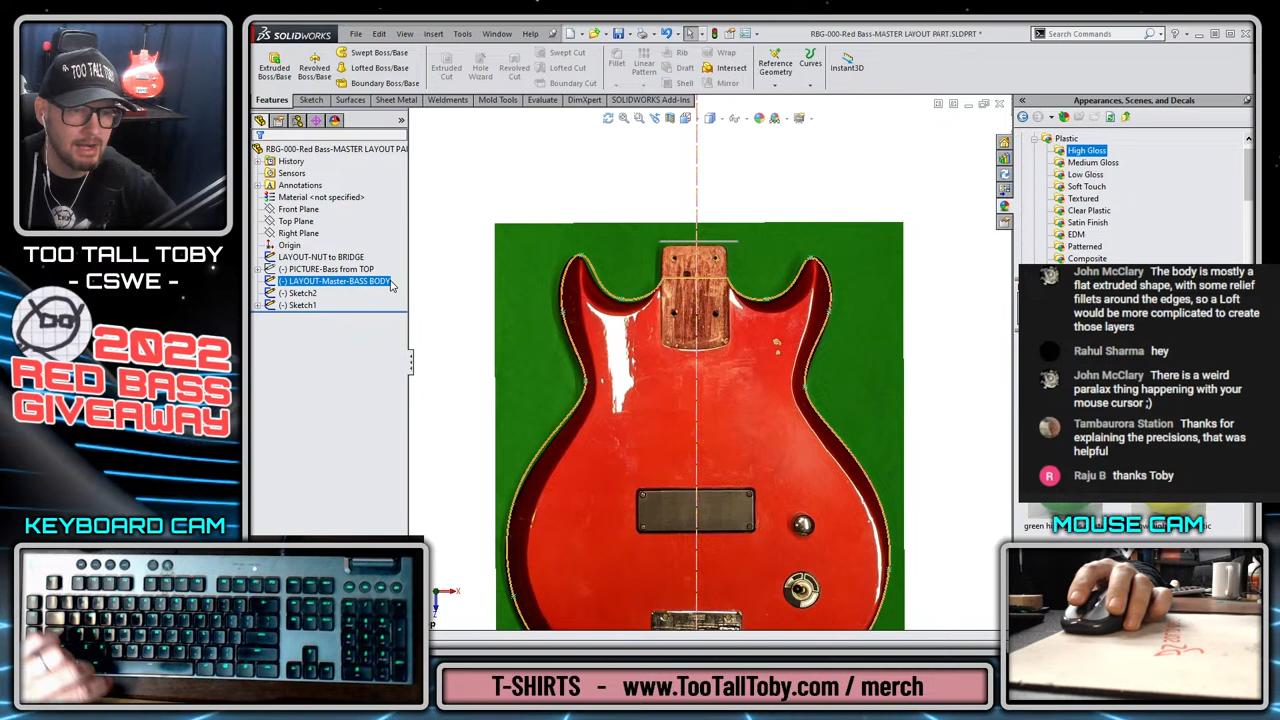 SOLIDWORKS
File Edit View Insert Tools Window Help
RBG-000-Red Bass-MASTER LAYOUT PART.SLDPRT *
Search Commands
Extruded Boss/Base
Revolved Boss/Base
Swept Boss/Base
Lofted Boss/Base
Boundary Boss/Base
Extruded Cut
Hole Wizard
Revolved Cut
Swept Cut
Lofted Cut
Boundary Cut
Fillet
Linear Pattern
Rib
Draft
Shell
Wrap
Intersect
Mirror
Reference Geometry
Curves
Instant3D
Features Sketch Surfaces Sheet Metal Weldments Mold Tools Evaluate DimXpert SOLIDWORKS Add-Ins
RBG-000-Red Bass-MASTER LAYOUT PAI
History
Sensors
Annotations
Material <not specified>
Front Plane
Top Plane
Right Plane
Origin
LAYOUT-NUT to BRIDGE
(-) PICTURE-Bass from TOP
(-) LAYOUT-Master-BASS BODY
(-) Sketch2
(-) Sketch1
Appearances, Scenes, and Decals
Plastic
High Gloss
Medium Gloss
Low Gloss
Soft Touch
Textured
Clear Plastic
Satin Finish
EDM
Patterned
Composite
John McClary The body is mostly a
flat extruded shape, with some relief
fillets around the edges, so a Loft
would be more complicated to create
those layers
Rahul Sharma hey
John McClary There is a weird
paralax thing happening with your
mouse cursor ;)
Tambaurora Station Thanks for
explaining the precisions, that was
helpful
Raju B thanks Toby
TOO TALL TOBY
- CSWE -
2022
RED BASS
GIVEAWAY
KEYBOARD CAM
MOUSE CAM
T-SHIRTS - www.TooTallToby.com / merch
X